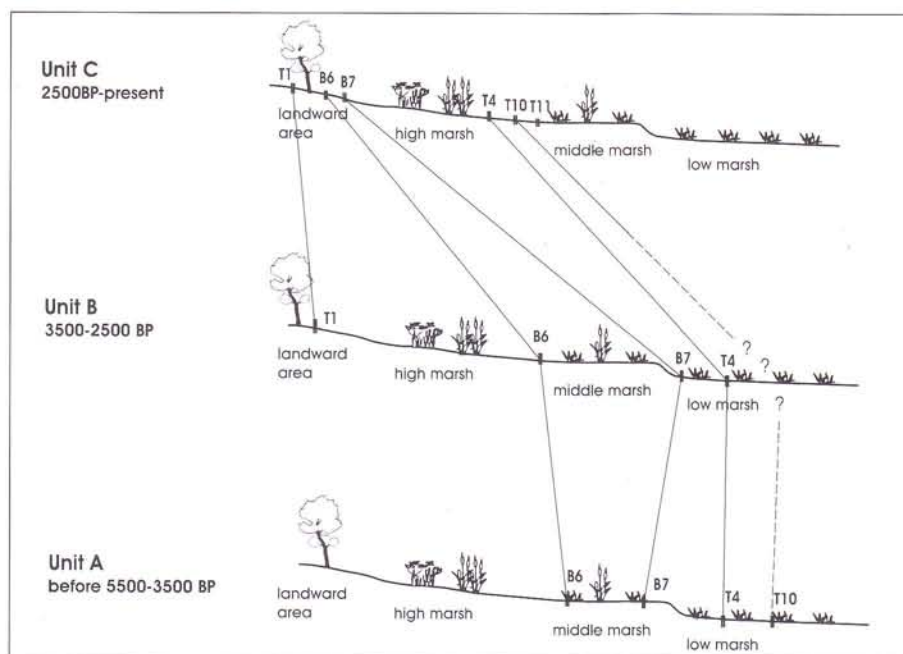 Unit C
2500BP-present
T1
B6
B7
T4
T10
T11
landward
area
high marsh
middle marsh
low marsh
Unit B
3500-2500 BP
T1
B6
B7
T4
?
?
landward
area
high marsh
middle marsh
low marsh
?
Unit A
before 5500-3500 BP
B6
B7
T4
T10
landward
area
high marsh
middle marsh
low marsh